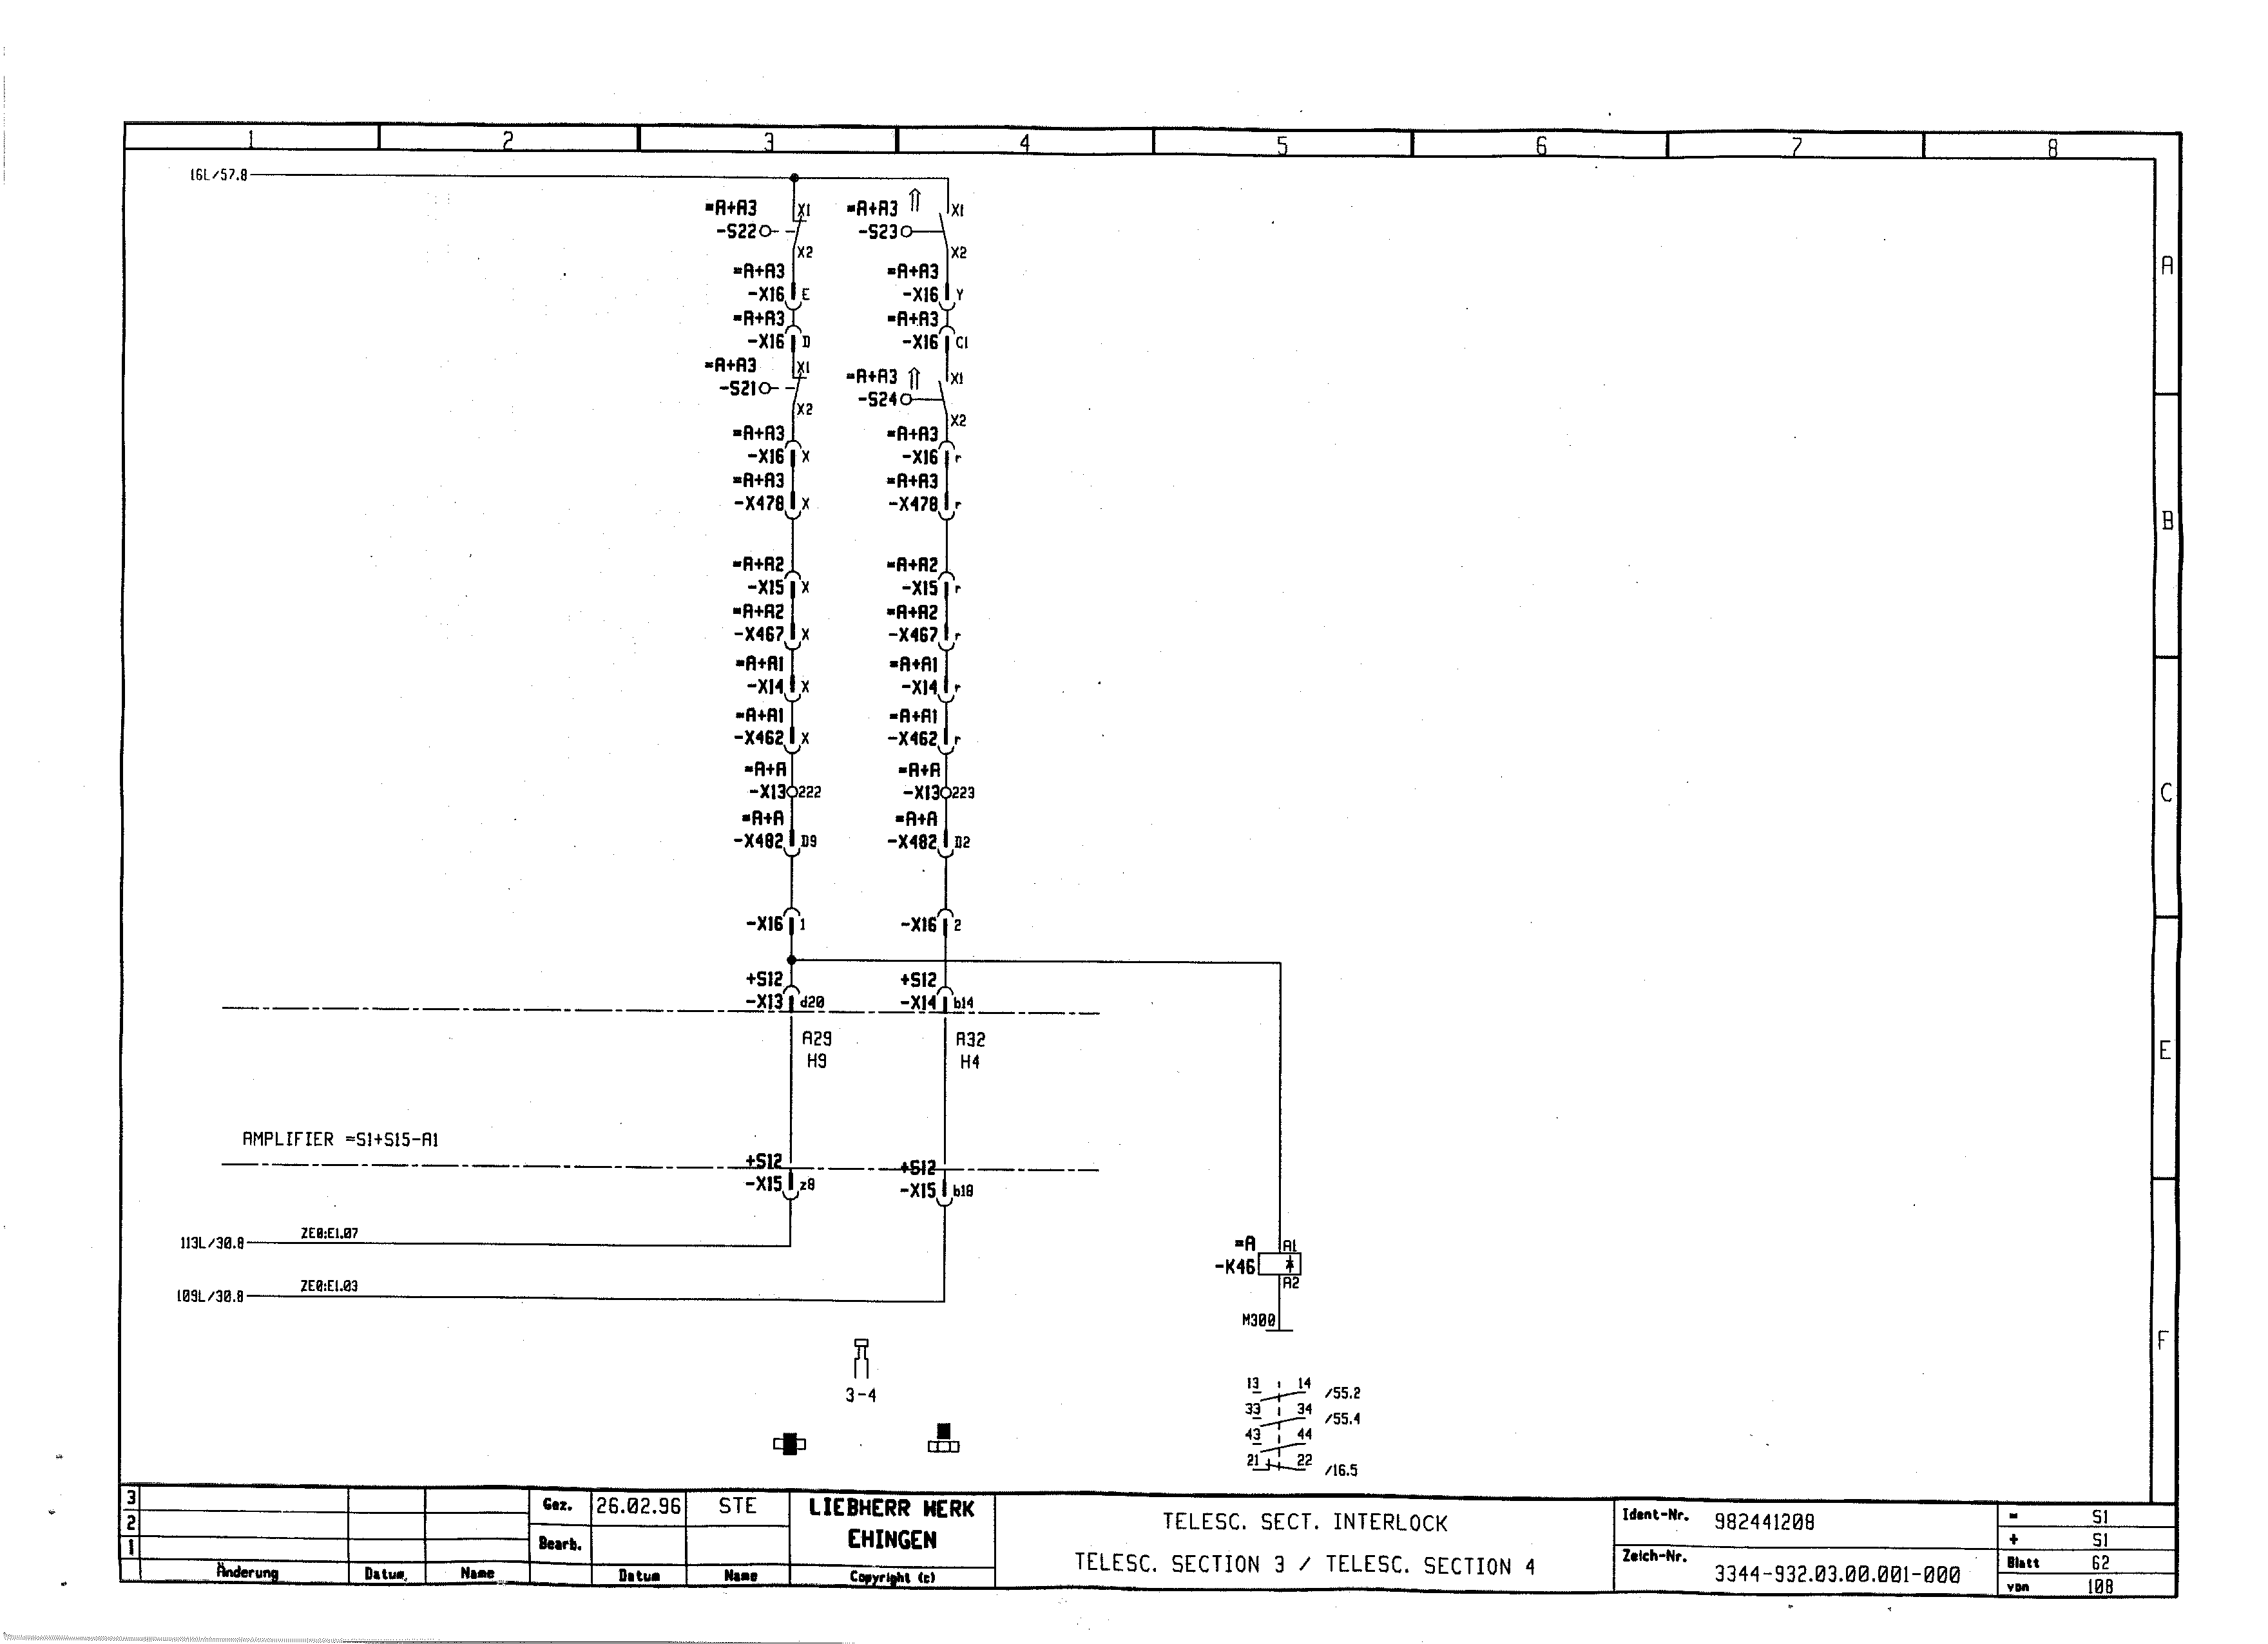 1 2 3 4 5 6 7 8
16L/57.8
=A+A3 X1 =A+A3 X1
-S22 -S23
X2 X2
=A+A3 =A+A3
-X16 E -X16 Y
=A+A3 =A+A3
-X16 D -X16 C1
=A+A3 X1 =A+A3 X1
-S21 -S24
X2 X2
=A+A3 =A+A3
-X16 X -X16 r
=A+A3 =A+A3
-X478 X -X478 r
=A+A2 =A+A2
-X15 X -X15 r
=A+A2 =A+A2
-X467 X -X467 r
=A+A1 =A+A1
-X14 X -X14 r
=A+A1 =A+A1
-X462 X -X462 r
=A+A =A+A
-X13 222 -X13 223
=A+A =A+A
-X482 D9 -X482 D2
-X16 1 -X16 2
+S12 +S12
-X13 d20 -X14 b14
A29 A32
H9 H4
AMPLIFIER =S1+S15-A1
+S12 +S12
-X15 z8 -X15 b18
113L/30.8 ZE0:E1.07
109L/30.8 ZE0:E1.03
=A A1
-K46
A2
M300
3-4
13 14 /55.2
33 34 /55.4
43 44
21 22 /16.5
A
B
C
E
F
3
2
1
Änderung Datum Name
Gez. 26.02.96 STE
Bearb.
Datum Name
LIEBHERR WERK
EHINGEN
Copyright (c)
TELESC. SECT. INTERLOCK
TELESC. SECTION 3 / TELESC. SECTION 4
Ident-Nr. 982441208
Zeich-Nr. 3344-932.03.00.001-000
= S1
+ S1
Blatt 62
von 108